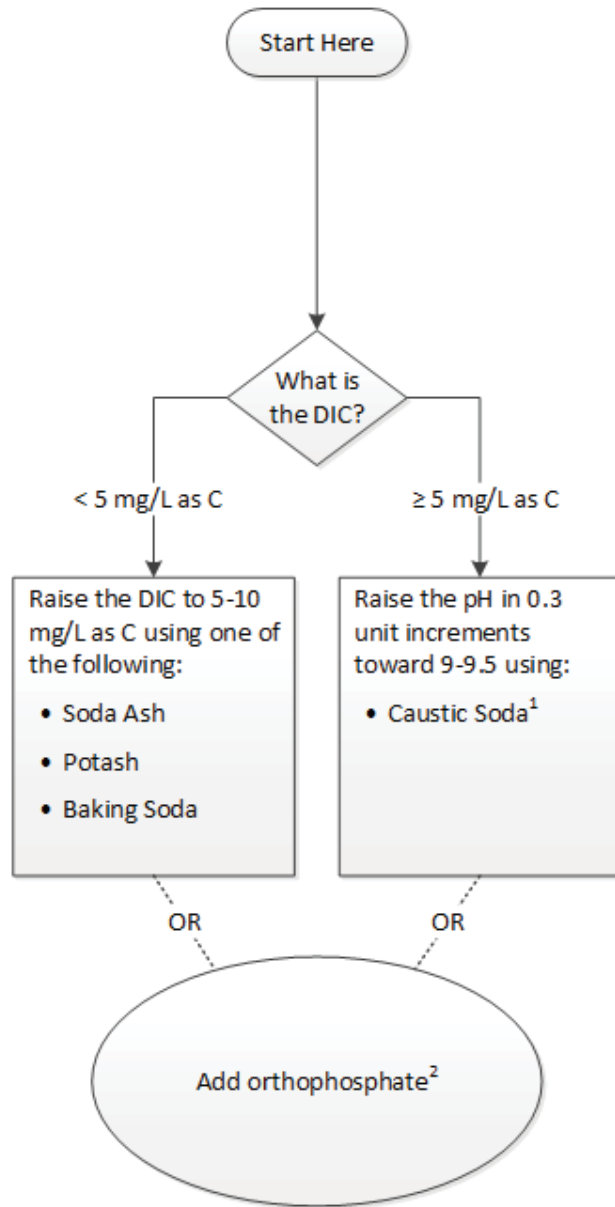 Start Here
What is
the DIC?
< 5 mg/L as C
≥ 5 mg/L as C
Raise the DIC to 5-10
mg/L as C using one of
the following:
• Soda Ash
• Potash
• Baking Soda
Raise the pH in 0.3
unit increments
toward 9-9.5 using:
• Caustic Soda¹
OR
OR
Add orthophosphate²